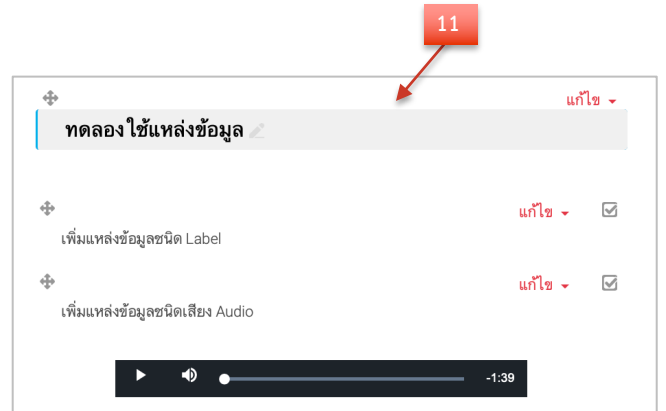 11
แก้ไข
ทดลองใช้แหล่งข้อมูล
แก้ไข
เพิ่มแหล่งข้อมูลชนิด Label
แก้ไข
เพิ่มแหล่งข้อมูลชนิดเสียง Audio
-1:39